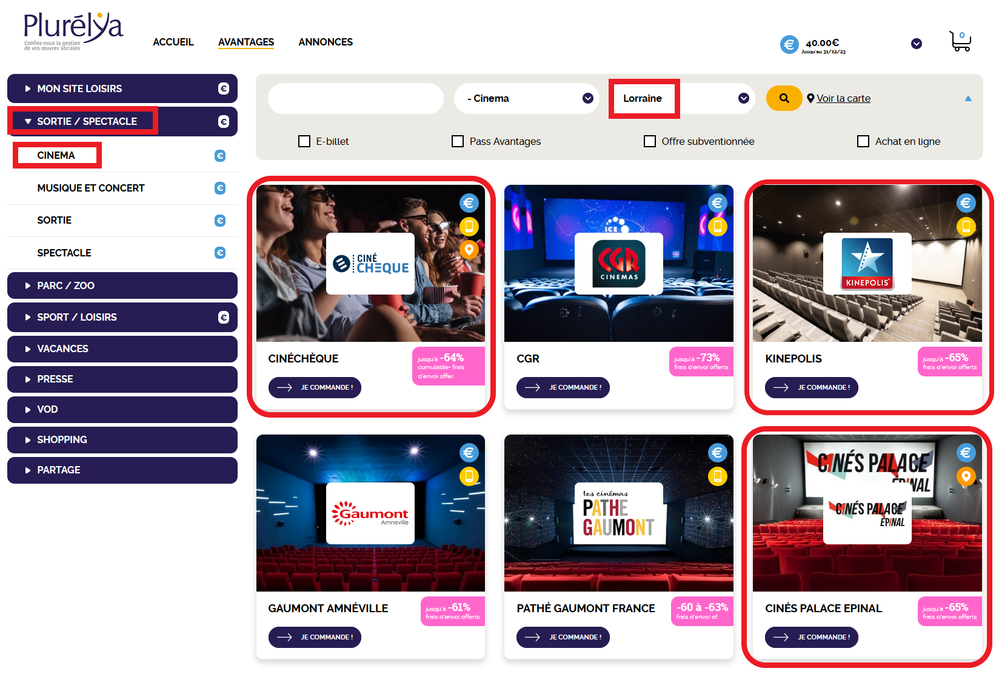 Plurélya
Confiez-nous la gestion
de vos œuvres sociales
ACCUEIL
AVANTAGES
ANNONCES
€
40.00€
Jusqu'au 31/12/23
0
MON SITE LOISIRS
€
SORTIE / SPECTACLE
€
CINEMA
€
MUSIQUE ET CONCERT
€
SORTIE
€
SPECTACLE
€
PARC / ZOO
SPORT / LOISIRS
€
VACANCES
PRESSE
VOD
SHOPPING
PARTAGE
- Cinema
Lorraine
Voir la carte
E-billet
Pass Avantages
Offre subventionnée
Achat en ligne
€
CINÉ
CHEQUE
CINÉCHÈQUE
jusqu'à -64%
cumulable+ frais
d'envoi offer.
JE COMMANDE !
€
ICE
CGR
CGR
CINEMAS
CGR
jusqu'à -73%
frais d'envoi offerts
JE COMMANDE !
€
KINEPOLIS
KINEPOLIS
jusqu'à -65%
frais d'envoi offerts
JE COMMANDE !
€
Gaumont
Amneville
GAUMONT AMNÉVILLE
jusqu'à -61%
frais d'envoi offerts
JE COMMANDE !
€
les cinémas
PATHE
GAUMONT
PATHÉ GAUMONT FRANCE
-60 à -63%
frais d'envoi of.
JE COMMANDE !
€
CINÉS PALACE
ÉPINAL
CINÉS PALACE
ÉPINAL
CINÉS PALACE EPINAL
jusqu'à -65%
frais d'envoi offerts
JE COMMANDE !